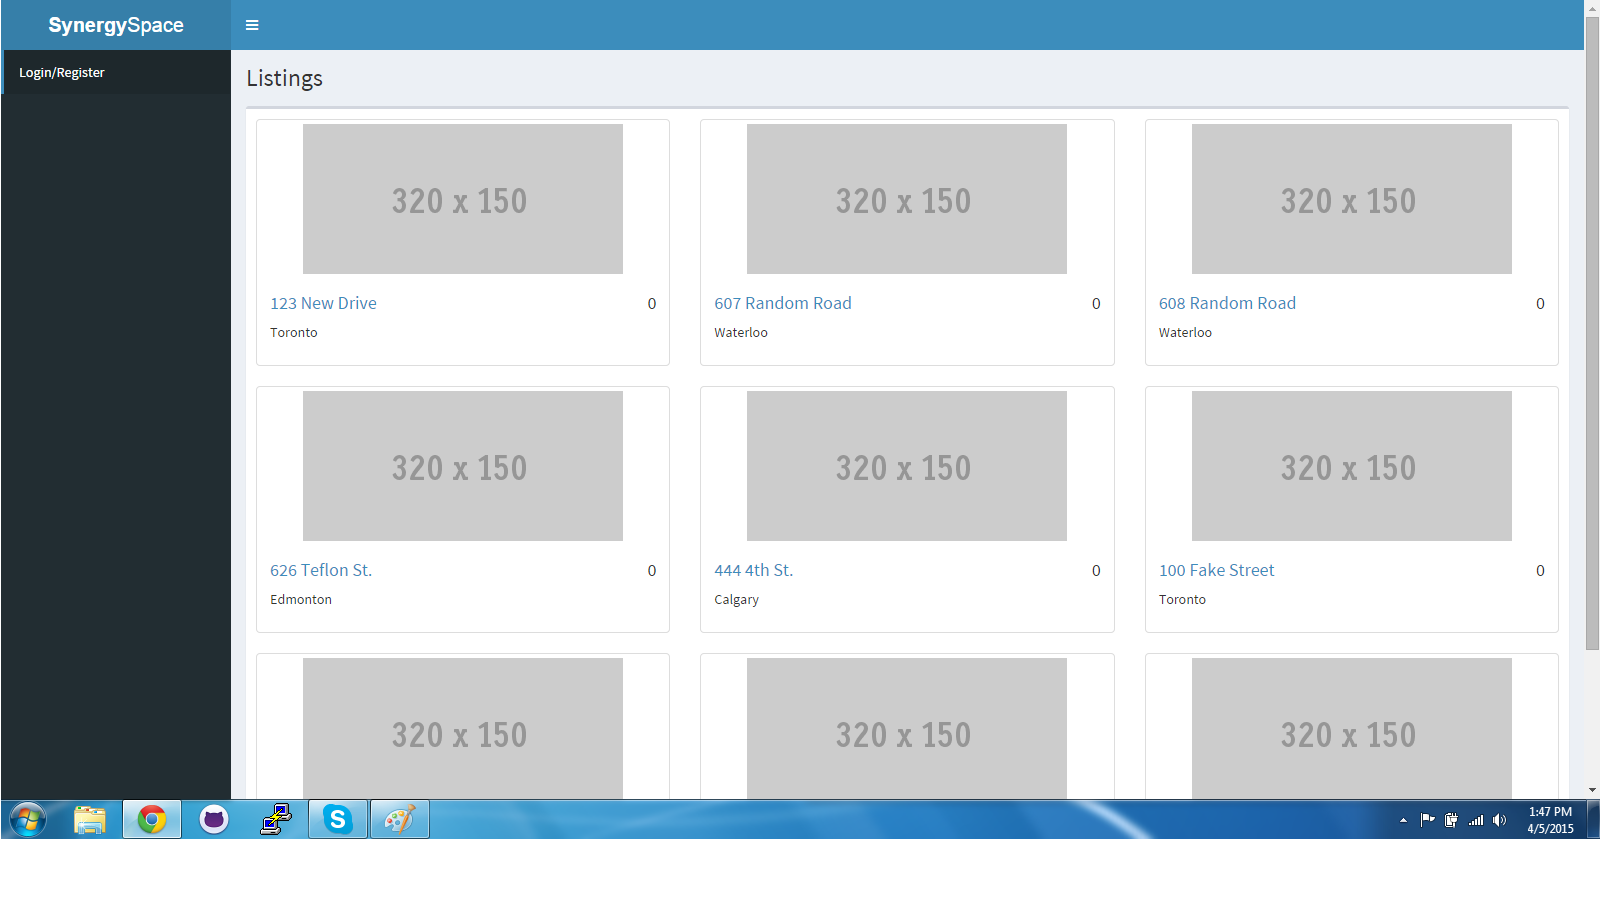 SynergySpace
Login/Register
Listings
320 x 150
320 x 150
320 x 150
123 New Drive 0
Toronto
607 Random Road 0
Waterloo
608 Random Road 0
Waterloo
320 x 150
320 x 150
320 x 150
626 Teflon St. 0
Edmonton
444 4th St. 0
Calgary
100 Fake Street 0
Toronto
320 x 150
320 x 150
320 x 150
S
1:47 PM
4/5/2015